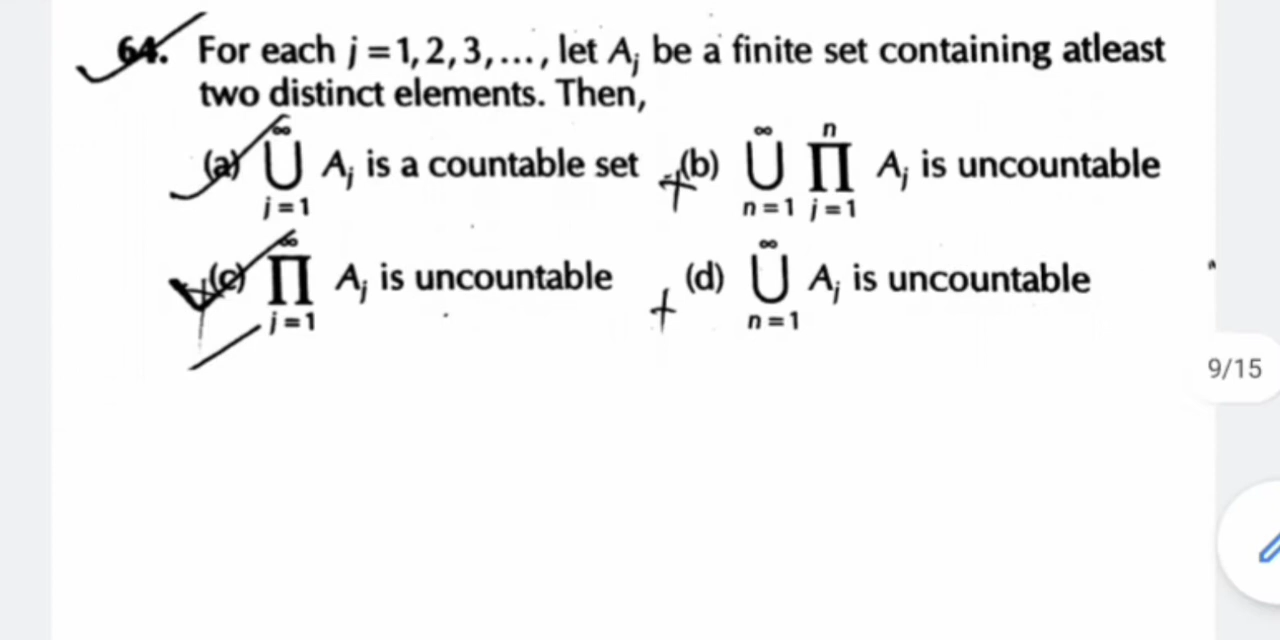 64. For each j = 1, 2, 3, ..., let A_j be a finite set containing atleast
two distinct elements. Then,
(a) ∞⋃j=1 A_j is a countable set (b) ∞⋃n=1 n∏j=1 A_j is uncountable
(c) ∞∏j=1 A_j is uncountable (d) ∞⋃n=1 A_j is uncountable
9/15